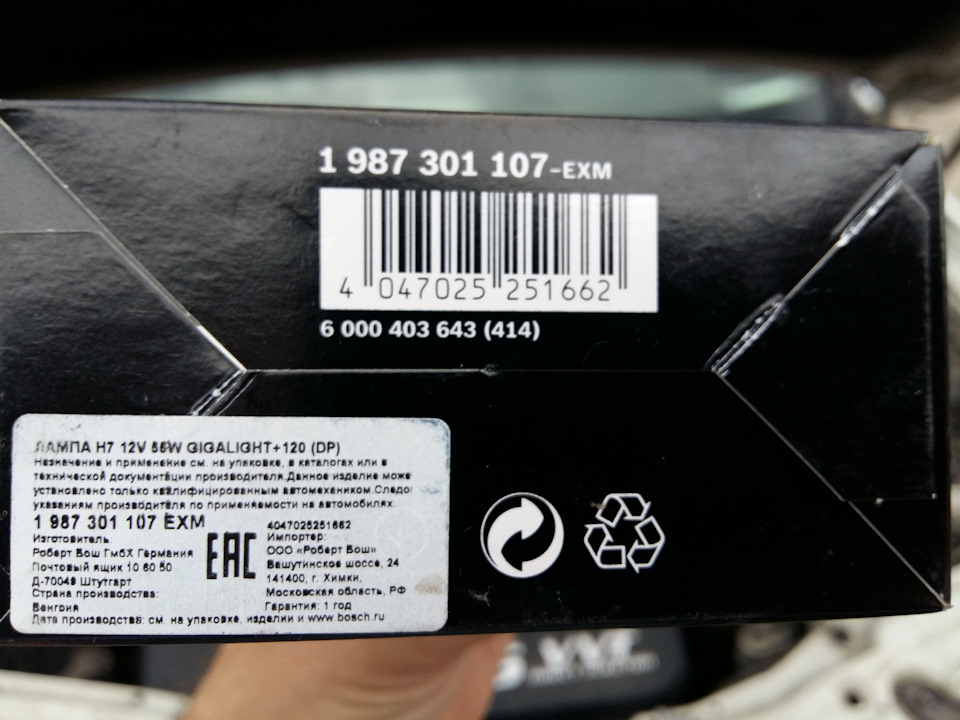 1 987 301 107-EXM
4 047025 251662
6 000 403 643 (414)
ЛАМПА H7 12V 55W GIGALIGHT+120 (DP)
Назначение и применение см. на упаковке, в каталогах или в
технической документации производителя.Данное изделие може
установлено только квалифицированным автомехаником.Следо
указаниям производителя по применяемости на автомобилях.
1 987 301 107 EXM
Изготовитель
Роберт Бош ГмбХ Германия
Почтовый ящик 10 60 50
Д-70049 Штутгарт
Страна производства:
Венгрия
EAC
4047025251662
Импортер:
ООО «Роберт Бош»
Вашутинское шоссе, 24
141400, г. Химки,
Московская область, РФ
Гарантия: 1 год
Дата производства: см. на упаковке, изделии и www.bosch.ru